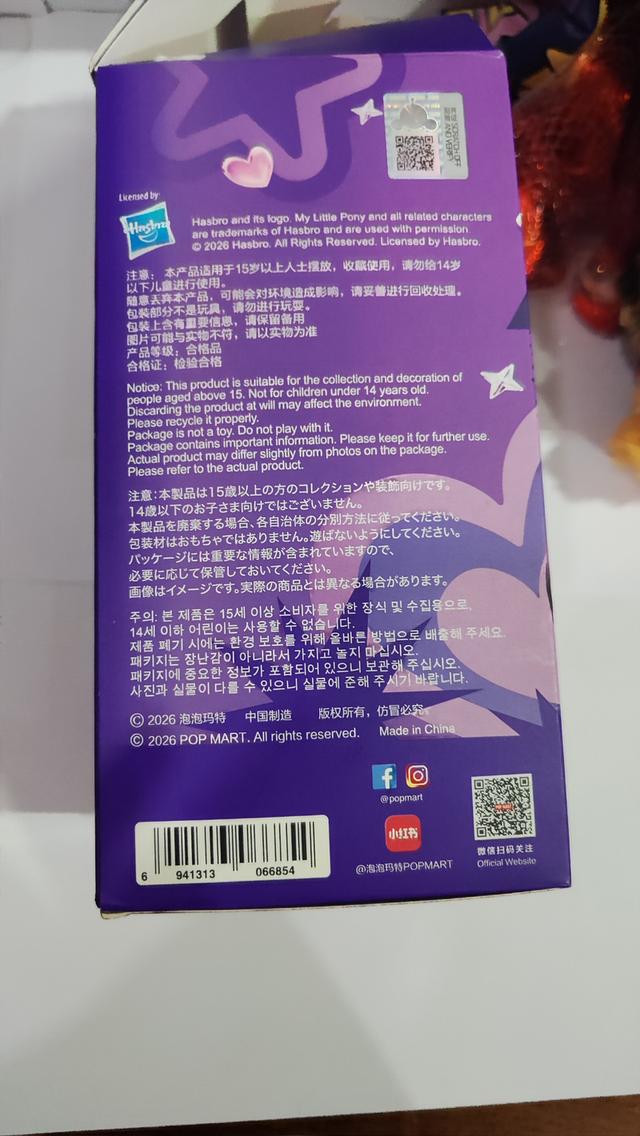 Licensed by:
Hasbro
Hasbro and its logo. My Little Pony and all related characters
are trademarks of Hasbro and are used with permission
© 2026 Hasbro. All Rights Reserved. Licensed by Hasbro.
注意： 本产品适用于15岁以上人士摆放，收藏使用，请勿给14岁
以下儿童进行使用。
随意丢弃本产品，可能会对环境造成影响，请妥善进行回收处理。
包装部分不是玩具，请勿进行玩耍。
包装上含有重要信息，请保留备用
图片可能与实物不符，请以实物为准
产品等级：合格品
合格证：检验合格
Notice: This product is suitable for the collection and decoration of
people aged above 15. Not for children under 14 years old.
Discarding the product at will may affect the environment.
Please recycle it properly.
Package is not a toy. Do not play with it.
Package contains important information. Please keep it for further use.
Actual product may differ slightly from photos on the package.
Please refer to the actual product.
注意：本製品は15歳以上の方のコレクションや装飾向けです。
14歳以下のお子さま向けではございません。
本製品を廃棄する場合、各自治体の分別方法に従ってください。
包装材はおもちゃではありません。遊ばないようにしてください。
パッケージには重要な情報が含まれていますので、
必要に応じて保管しておいてください。
画像はイメージです。実際の商品とは異なる場合があります。
주의: 본 제품은 15세 이상 소비자를 위한 장식 및 수집용으로,
14세 이하 어린이는 사용할 수 없습니다.
제품 폐기 시에는 환경 보호를 위해 올바른 방법으로 배출해 주세요.
패키지는 장난감이 아니라서 가지고 놀지 마십시오.
패키지에 중요한 정보가 포함되어 있으니 보관해 주십시오.
사진과 실물이 다를 수 있으니 실물에 준해 주시기 바랍니다.
© 2026 泡泡玛特 中国制造 版权所有，仿冒必究。
© 2026 POP MART. All rights reserved. Made in China
@popmart
小红书
@泡泡玛特POPMART
微信扫码关注
Official Website
6 941313 066854